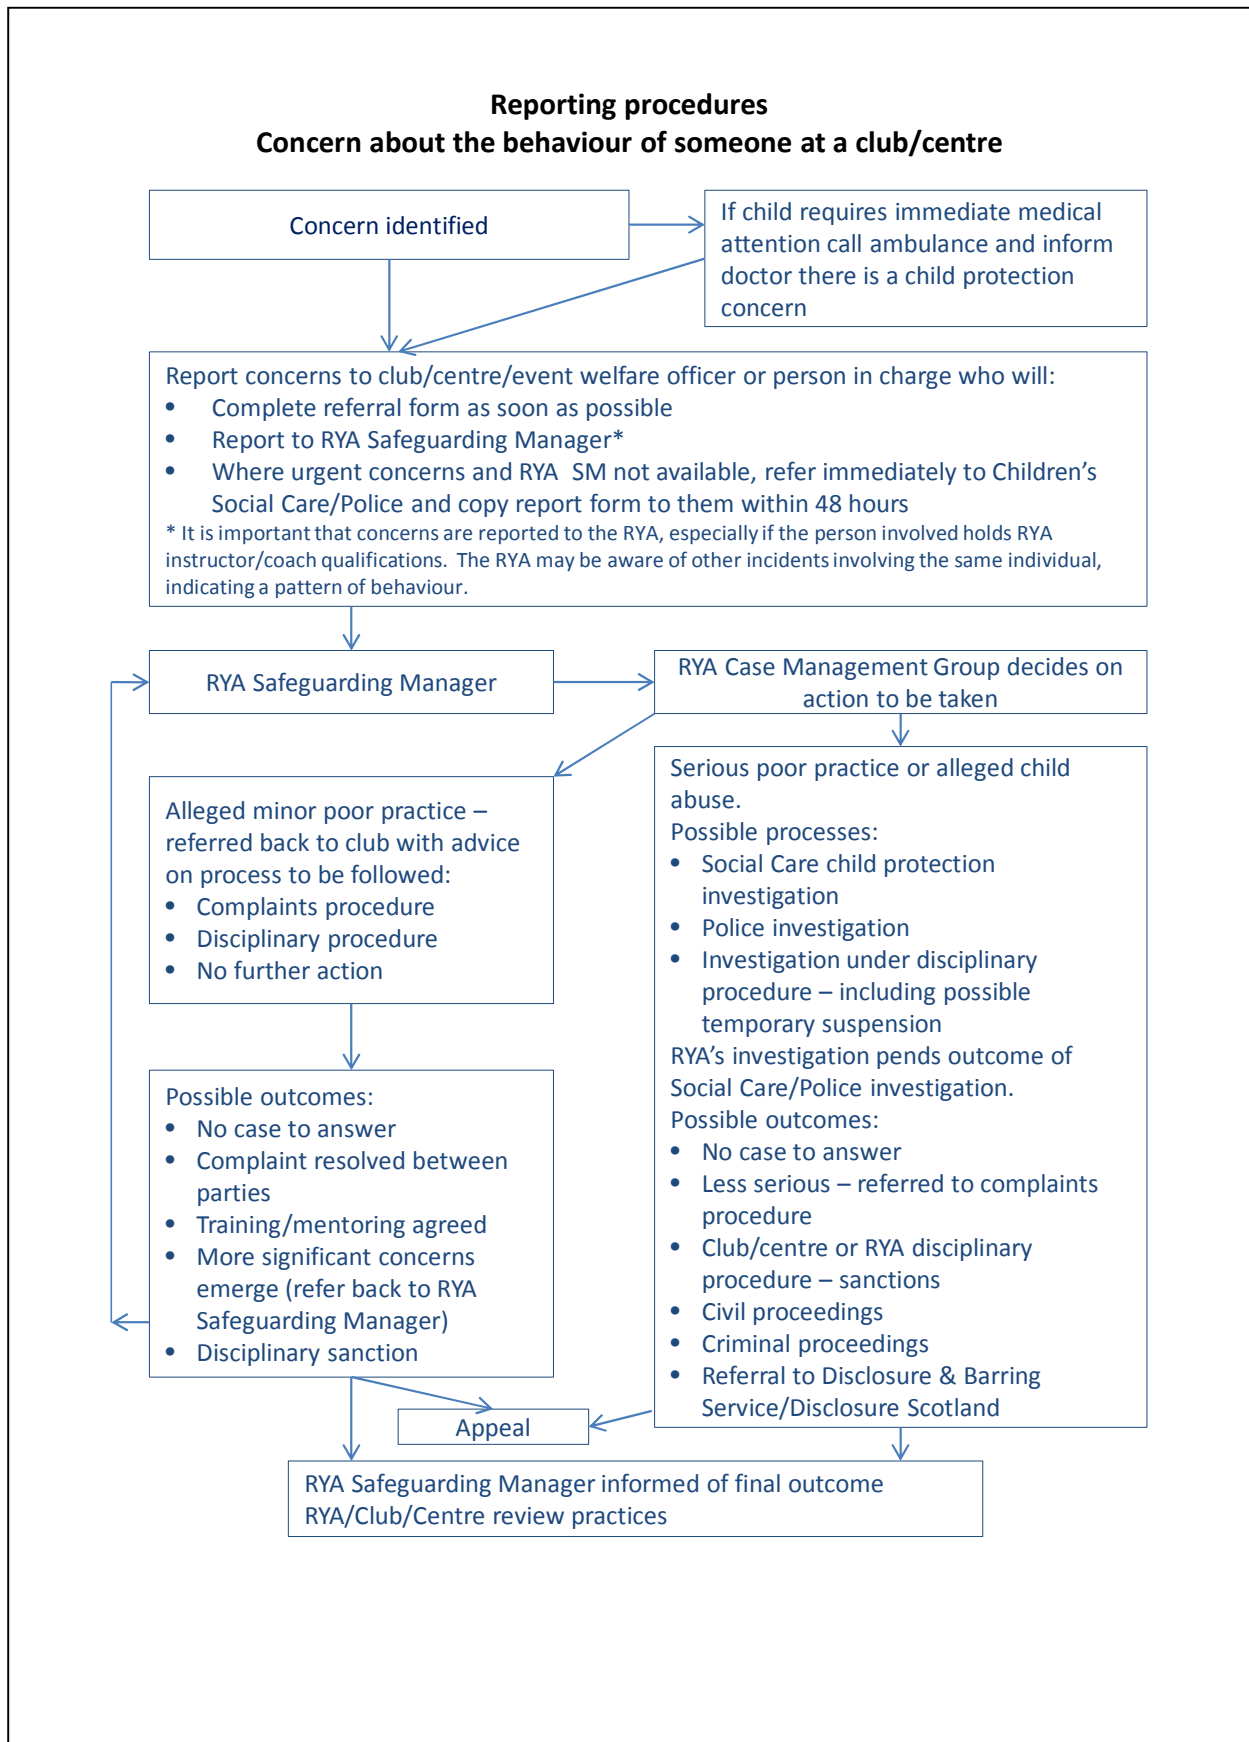 Reporting procedures
Concern about the behaviour of someone at a club/centre
Concern identified
If child requires immediate medical
attention call ambulance and inform
doctor there is a child protection
concern
Report concerns to club/centre/event welfare officer or person in charge who will:
• Complete referral form as soon as possible
• Report to RYA Safeguarding Manager*
• Where urgent concerns and RYA  SM not available, refer immediately to Children’s
Social Care/Police and copy report form to them within 48 hours
* It is important that concerns are reported to the RYA, especially if the person involved holds RYA
instructor/coach qualifications.  The RYA may be aware of other incidents involving the same individual,
indicating a pattern of behaviour.
RYA Safeguarding Manager
RYA Case Management Group decides on
action to be taken
Alleged minor poor practice –
referred back to club with advice
on process to be followed:
• Complaints procedure
• Disciplinary procedure
• No further action
Serious poor practice or alleged child
abuse.
Possible processes:
• Social Care child protection
investigation
• Police investigation
• Investigation under disciplinary
procedure – including possible
temporary suspension
RYA’s investigation pends outcome of
Social Care/Police investigation.
Possible outcomes:
• No case to answer
• Less serious – referred to complaints
procedure
• Club/centre or RYA disciplinary
procedure – sanctions
• Civil proceedings
• Criminal proceedings
• Referral to Disclosure & Barring
Service/Disclosure Scotland
Possible outcomes:
• No case to answer
• Complaint resolved between
parties
• Training/mentoring agreed
• More significant concerns
emerge (refer back to RYA
Safeguarding Manager)
• Disciplinary sanction
Appeal
RYA Safeguarding Manager informed of final outcome
RYA/Club/Centre review practices